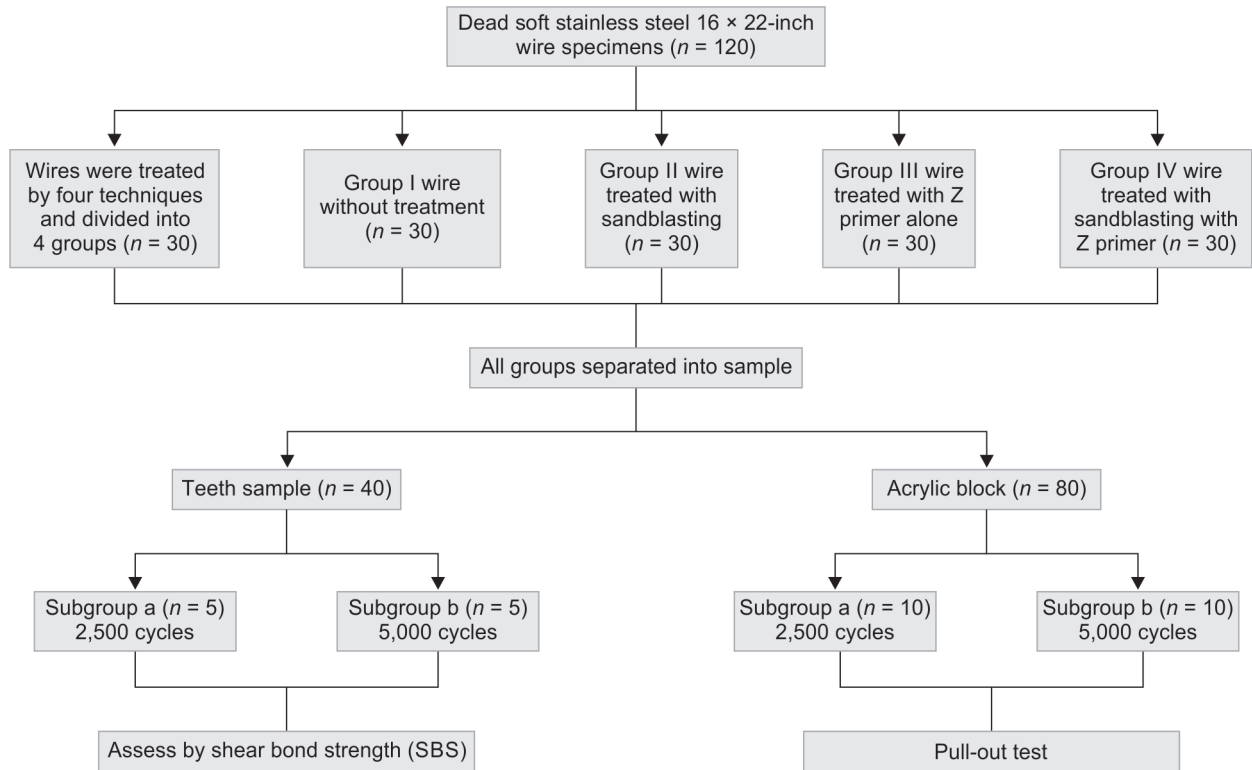 Dead soft stainless steel 16 × 22-inch
wire specimens (n = 120)
Wires were treated
by four techniques
and divided into
4 groups (n = 30)
Group I wire
without treatment
(n = 30)
Group II wire
treated with
sandblasting
(n = 30)
Group III wire
treated with Z
primer alone
(n = 30)
Group IV wire
treated with
sandblasting with
Z primer (n = 30)
All groups separated into sample
Teeth sample (n = 40)
Acrylic block (n = 80)
Subgroup a (n = 5)
2,500 cycles
Subgroup b (n = 5)
5,000 cycles
Subgroup a (n = 10)
2,500 cycles
Subgroup b (n = 10)
5,000 cycles
Assess by shear bond strength (SBS)
Pull-out test